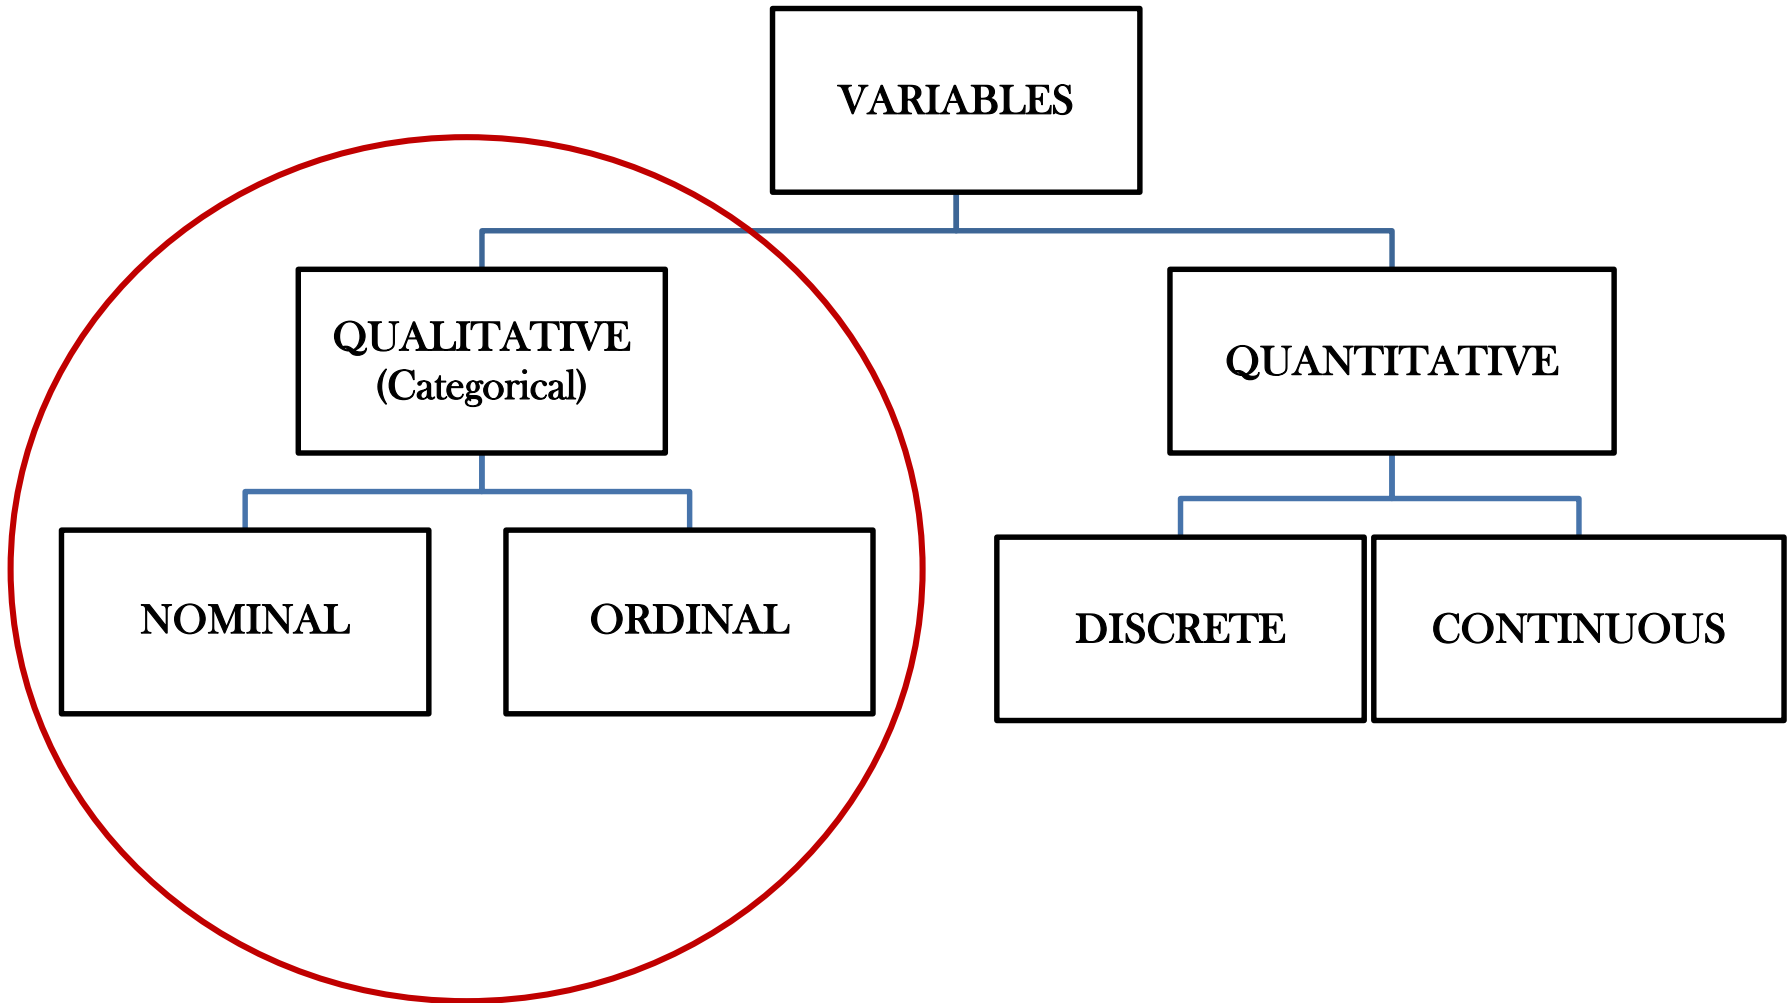 VARIABLES
QUALITATIVE
(Categorical)
QUANTITATIVE
NOMINAL
ORDINAL
DISCRETE
CONTINUOUS